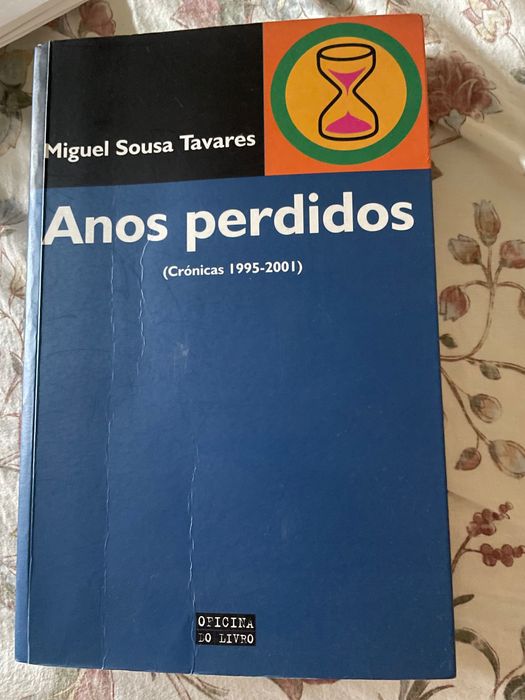 Miguel Sousa Tavares
Anos perdidos
(Crónicas 1995-2001)
OFICINA
DO LIVRO